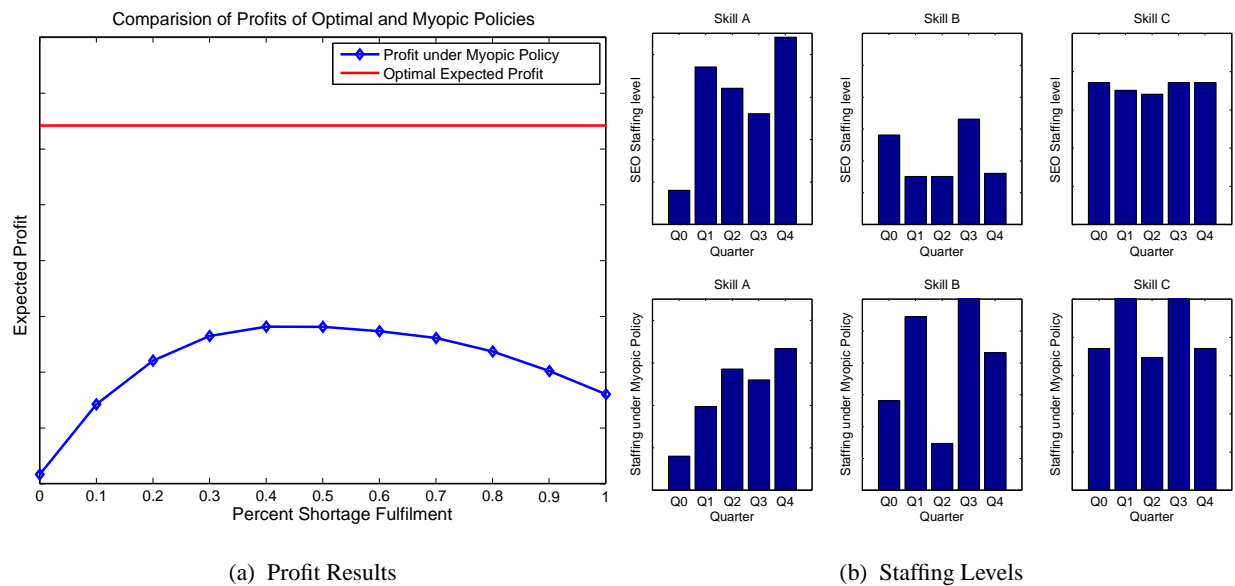 Comparision of Profits of Optimal and Myopic Policies
Profit under Myopic Policy
Optimal Expected Profit
Expected Profit
0 0.1 0.2 0.3 0.4 0.5 0.6 0.7 0.8 0.9 1
Percent Shortage Fulfilment
(a) Profit Results
Skill A
SEO Staffing level
Q0 Q1 Q2 Q3 Q4
Quarter
Skill B
SEO Staffing level
Q0 Q1 Q2 Q3 Q4
Quarter
Skill C
SEO Staffing level
Q0 Q1 Q2 Q3 Q4
Quarter
Skill A
Staffing under Myopic Policy
Q0 Q1 Q2 Q3 Q4
Quarter
Skill B
Staffing under Myopic Policy
Q0 Q1 Q2 Q3 Q4
Quarter
Skill C
Staffing under Myopic Policy
Q0 Q1 Q2 Q3 Q4
Quarter
(b) Staffing Levels